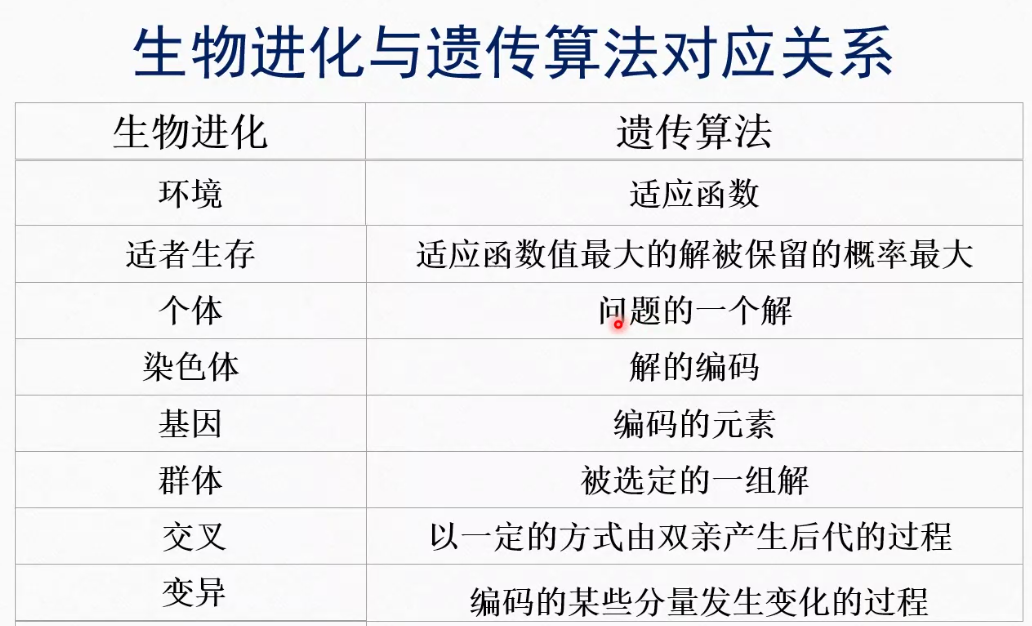 生物进化与遗传算法对应关系
生物进化 遗传算法
环境 适应函数
适者生存 适应函数值最大的解被保留的概率最大
个体 问题的一个解
染色体 解的编码
基因 编码的元素
群体 被选定的一组解
交叉 以一定的方式由双亲产生后代的过程
变异 编码的某些分量发生变化的过程